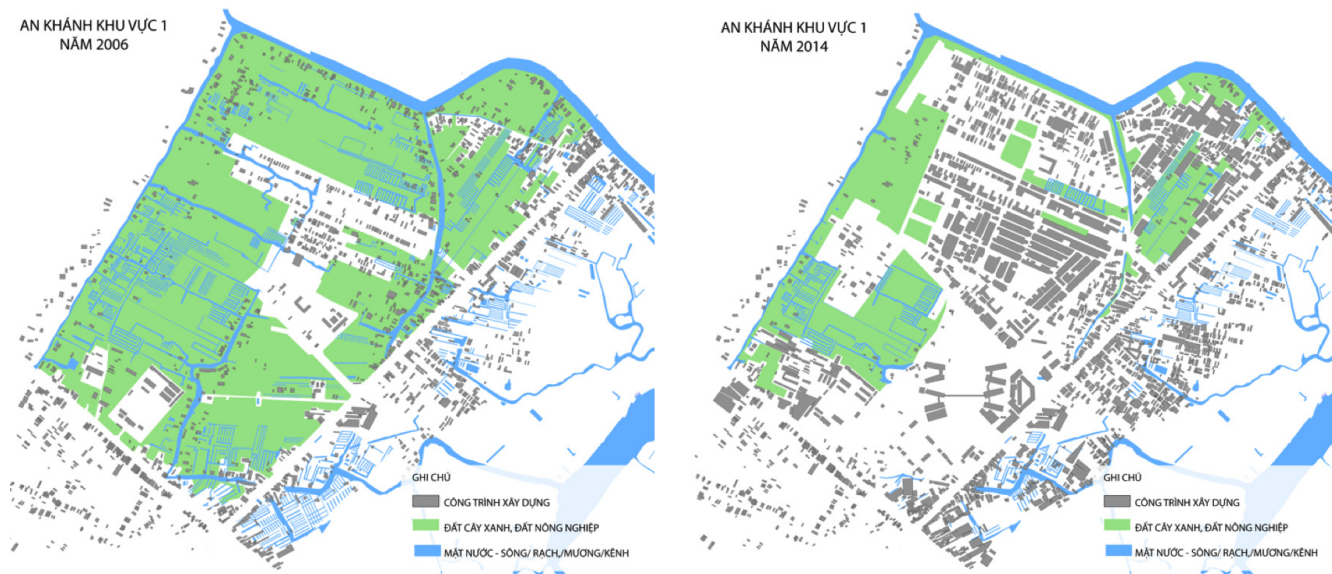 AN KHÁNH KHU VỰC 1
NĂM 2006
GHI CHÚ
CÔNG TRÌNH XÂY DỰNG
ĐẤT CÂY XANH, ĐẤT NÔNG NGHIỆP
MẶT NƯỚC - SÔNG/ RẠCH,/MƯƠNG/KÊNH
AN KHÁNH KHU VỰC 1
NĂM 2014
GHI CHÚ
CÔNG TRÌNH XÂY DỰNG
ĐẤT CÂY XANH, ĐẤT NÔNG NGHIỆP
MẶT NƯỚC - SÔNG/ RẠCH,/MƯƠNG/KÊNH